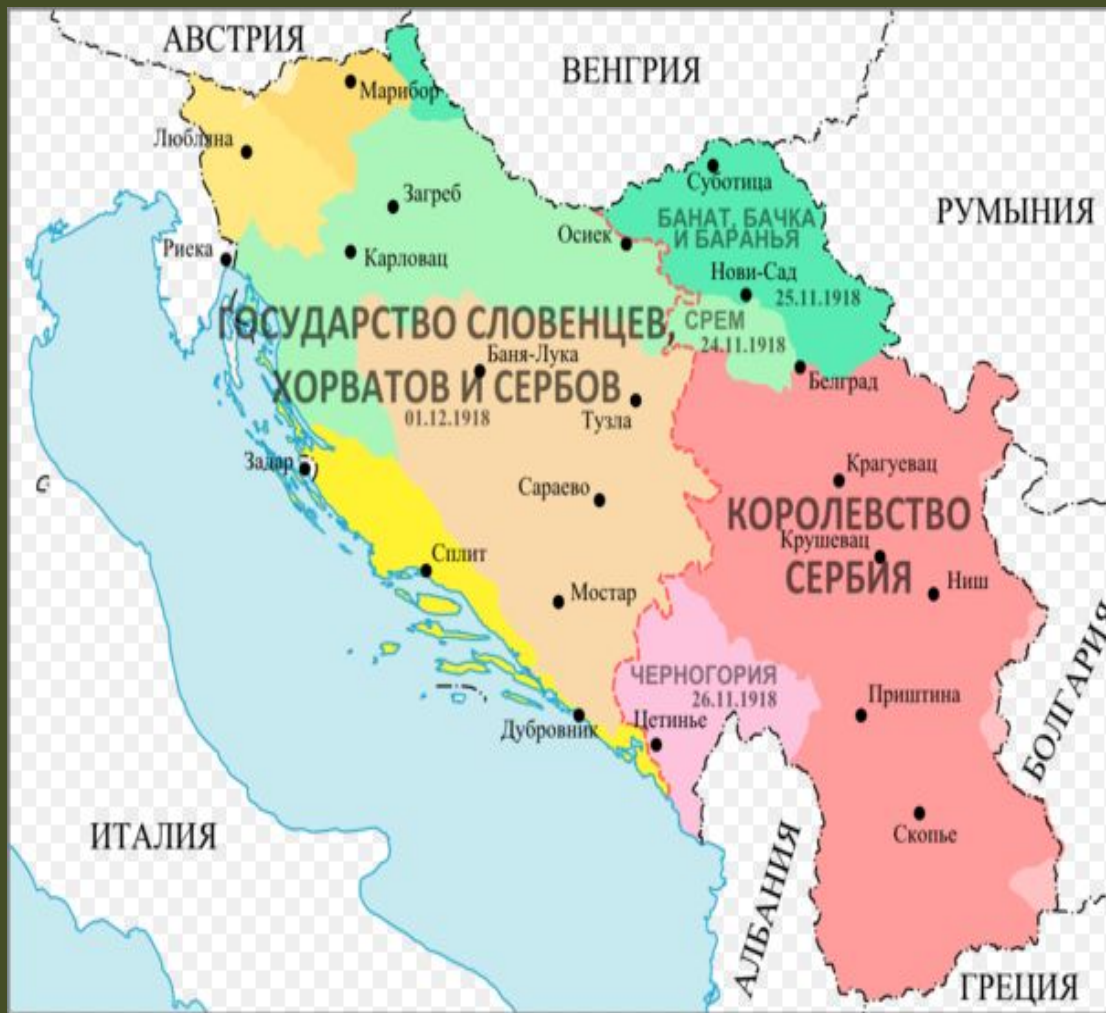 АВСТРИЯ
ВЕНГРИЯ
Марибор
Любляна
Суботица
Загреб
РУМЫНИЯ
БАНАТ, БАЧКА
И БАРАНЬЯ
Осиек
Риека
Карловац
Нови-Сад
25.11.1918
ГОСУДАРСТВО СЛОВЕНЦЕВ,
ХОРВАТОВ И СЕРБОВ
01.12.1918
СРЕМ
24.11.1918
Баня-Лука
Белград
Тузла
Задар
Крагуевац
Сараево
КОРОЛЕВСТВО
СЕРБИЯ
Крушевац
Сплит
Ниш
Мостар
ЧЕРНОГОРИЯ
26.11.1918
Приштина
БОЛГАРИЯ
Дубровник
Цетинье
ИТАЛИЯ
Скопье
АЛБАНИЯ
ГРЕЦИЯ